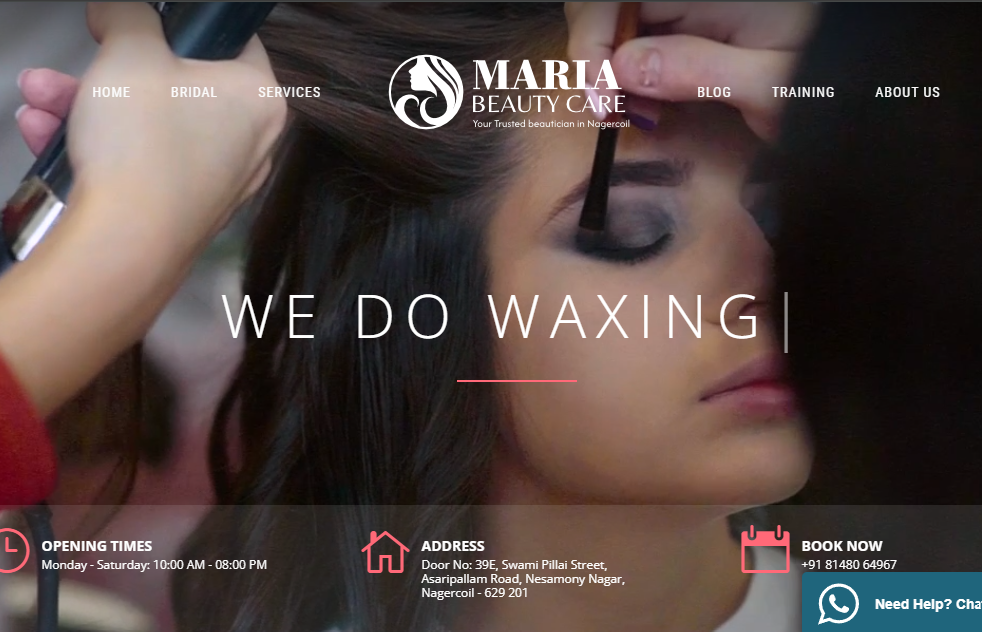 HOME BRIDAL SERVICES
MARIA
BEAUTY CARE
Your Trusted beautician in Nagercoil
BLOG TRAINING ABOUT US
WE DO WAXING
OPENING TIMES
Monday - Saturday: 10:00 AM - 08:00 PM
ADDRESS
Door No: 39E, Swami Pillai Street,
Asaripallam Road, Nesamony Nagar,
Nagercoil - 629 201
BOOK NOW
+91 81480 64967
Need Help? Cha